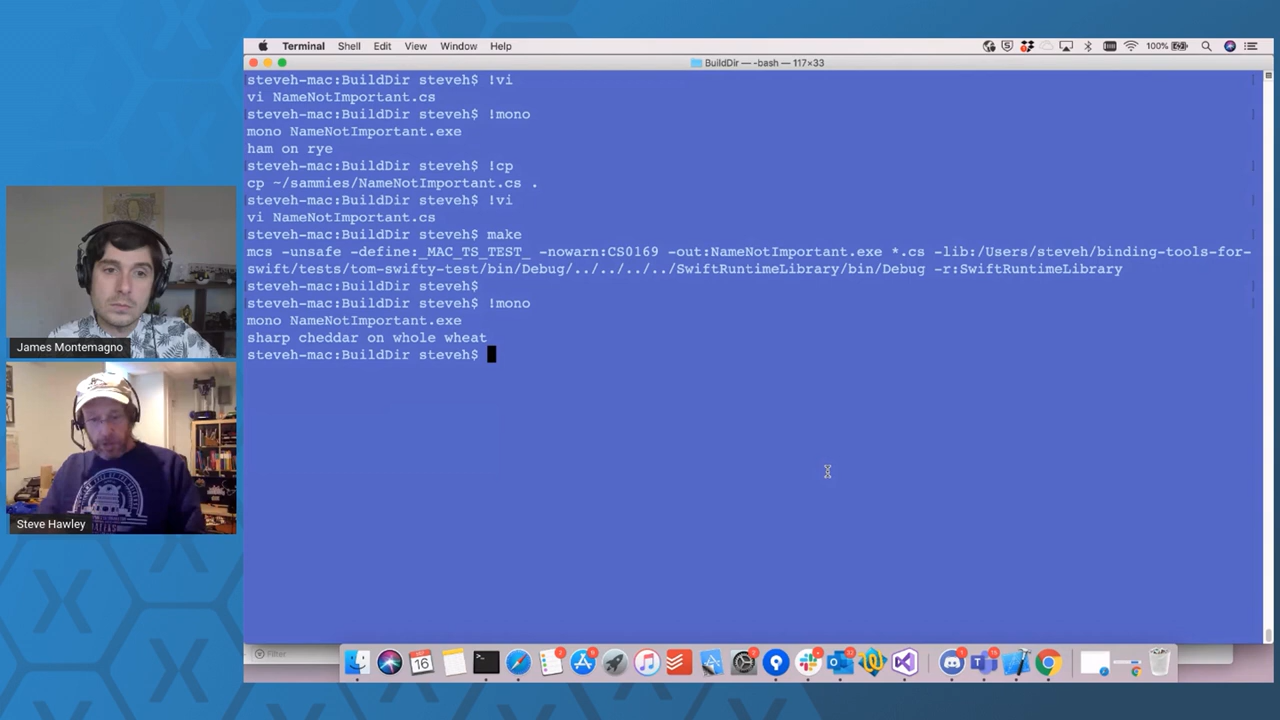 Terminal Shell Edit View Window Help 100%
BuildDir — -bash — 117×33
steveh-mac:BuildDir steveh$ !vi
vi NameNotImportant.cs
steveh-mac:BuildDir steveh$ !mono
mono NameNotImportant.exe
ham on rye
steveh-mac:BuildDir steveh$ !cp
cp ~/sammies/NameNotImportant.cs .
steveh-mac:BuildDir steveh$ !vi
vi NameNotImportant.cs
steveh-mac:BuildDir steveh$ make
mcs -unsafe -define:_MAC_TS_TEST_ -nowarn:CS0169 -out:NameNotImportant.exe *.cs -lib:/Users/steveh/binding-tools-for-
swift/tests/tom-swifty-test/bin/Debug/../../../../SwiftRuntimeLibrary/bin/Debug -r:SwiftRuntimeLibrary
steveh-mac:BuildDir steveh$
steveh-mac:BuildDir steveh$ !mono
mono NameNotImportant.exe
sharp cheddar on whole wheat
steveh-mac:BuildDir steveh$
James Montemagno
Steve Hawley
Filter
16